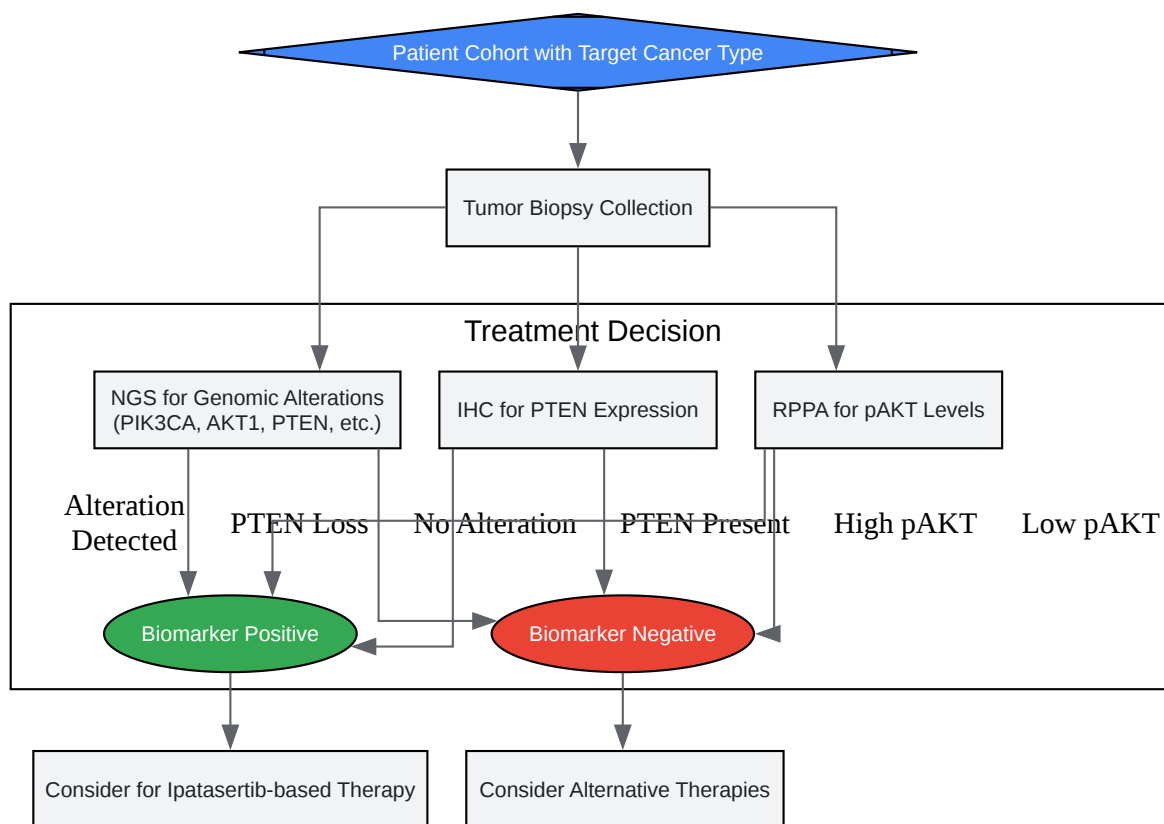 Patient Cohort with Target Cancer Type
Tumor Biopsy Collection
Treatment Decision
NGS for Genomic Alterations
(PIK3CA, AKT1, PTEN, etc.)
IHC for PTEN Expression
RPPA for pAKT Levels
Alteration
Detected
PTEN Loss
No Alteration
PTEN Present
High pAKT
Low pAKT
Biomarker Positive
Biomarker Negative
Consider for Ipatasertib-based Therapy
Consider Alternative Therapies